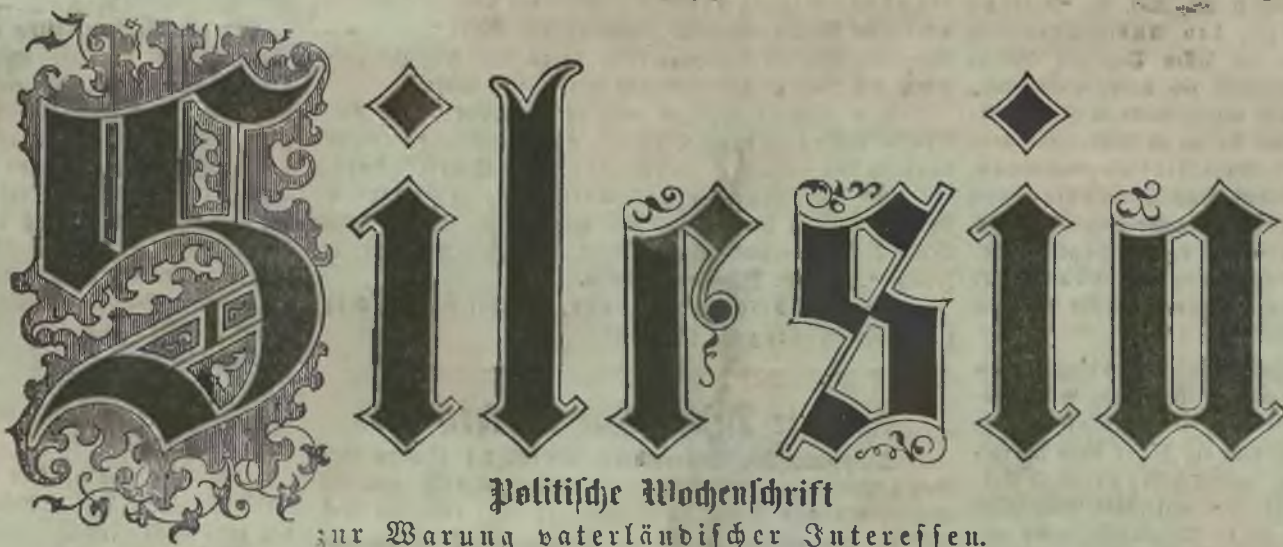 Silesia
Politische Wochenschrift
zur Warung vaterländischer Interessen.